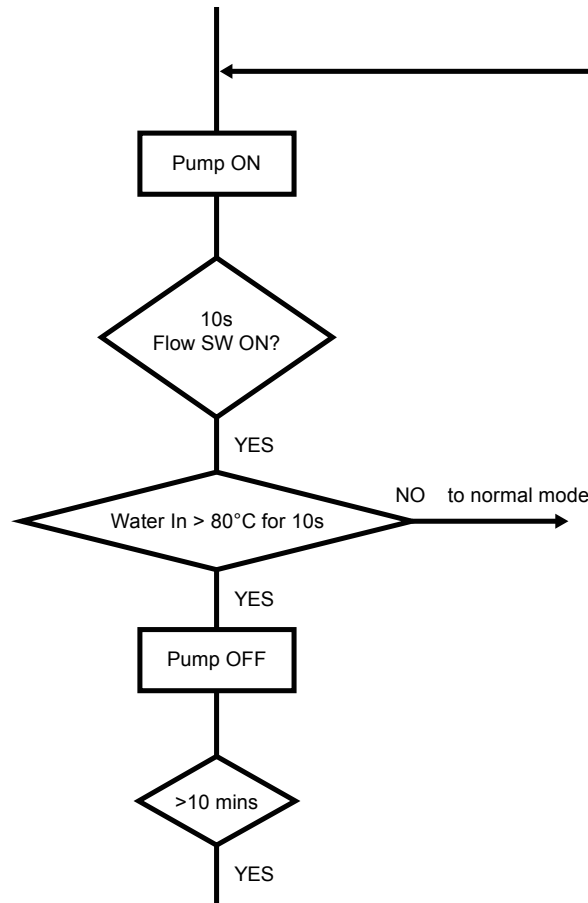 Pump ON
10s
Flow SW ON?
YES
NO to normal mode
Water In > 80°C for 10s
YES
Pump OFF
>10 mins
YES